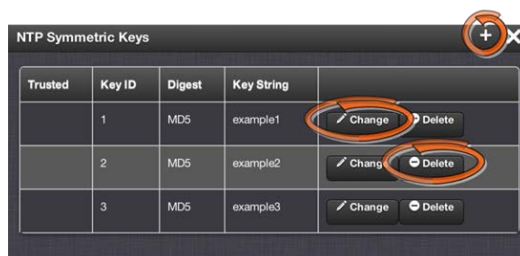 NTP Symmetric Keys + X
Trusted Key ID Digest Key String
1 MD5 example1 Change Delete
2 MD5 example2 Chang Delete
3 MD5 example3 Change Delete